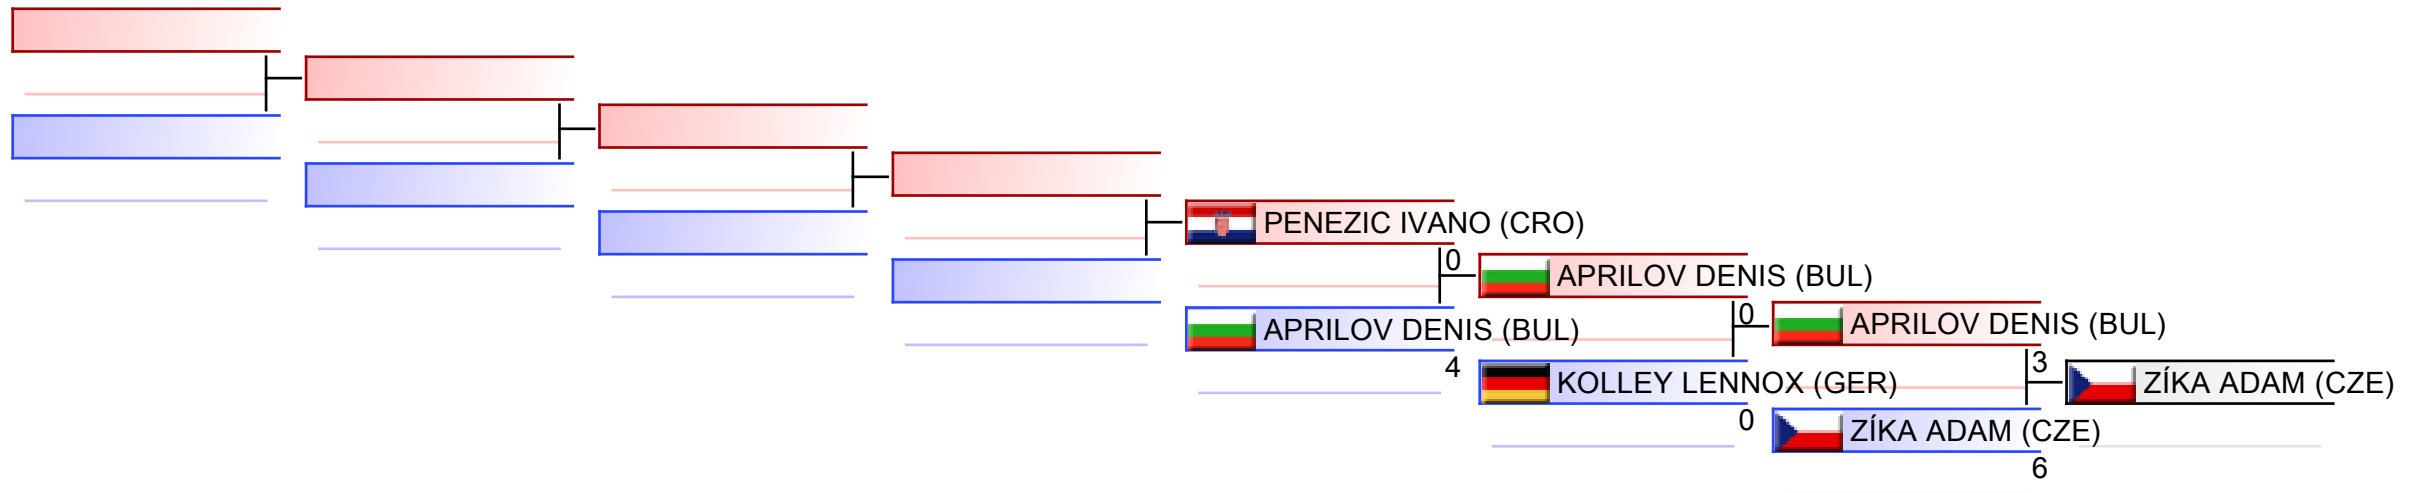 PENEZIC IVANO (CRO)
0
APRILOV DENIS (BUL)
4
APRILOV DENIS (BUL)
0
KOLLEY LENNOX (GER)
0
APRILOV DENIS (BUL)
3
ZÍKA ADAM (CZE)
6
ZÍKA ADAM (CZE)